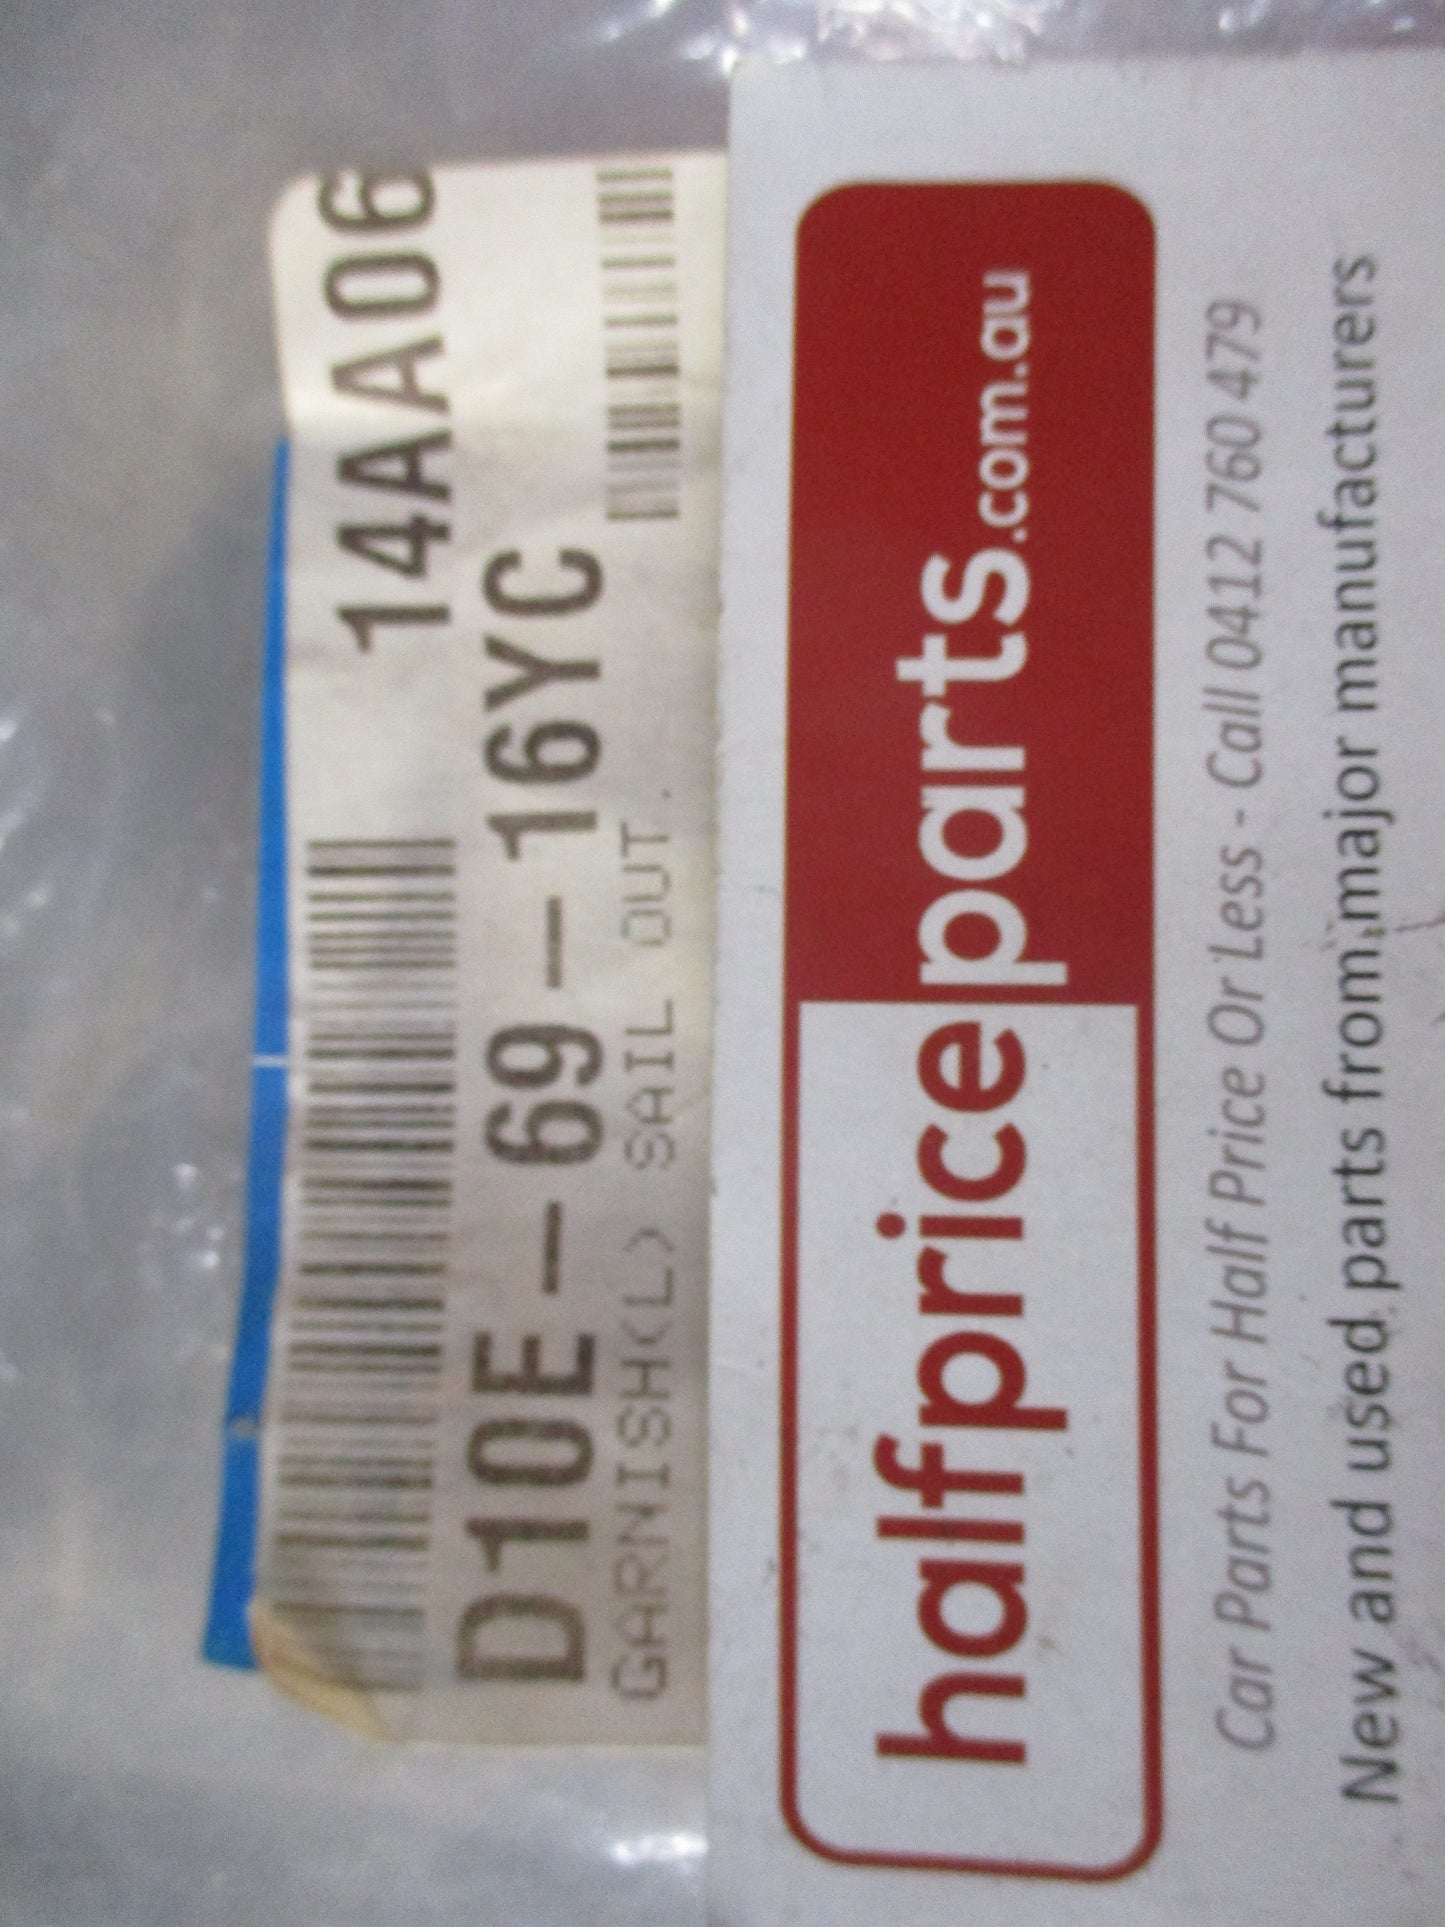 14AA06
D10E-69-16YC
GARNISH(L) SAIL OUT.
halfpriceparts.com.au
Car Parts For Half Price Or Less - Call 0412 760 479
New and used parts from major manufacturers